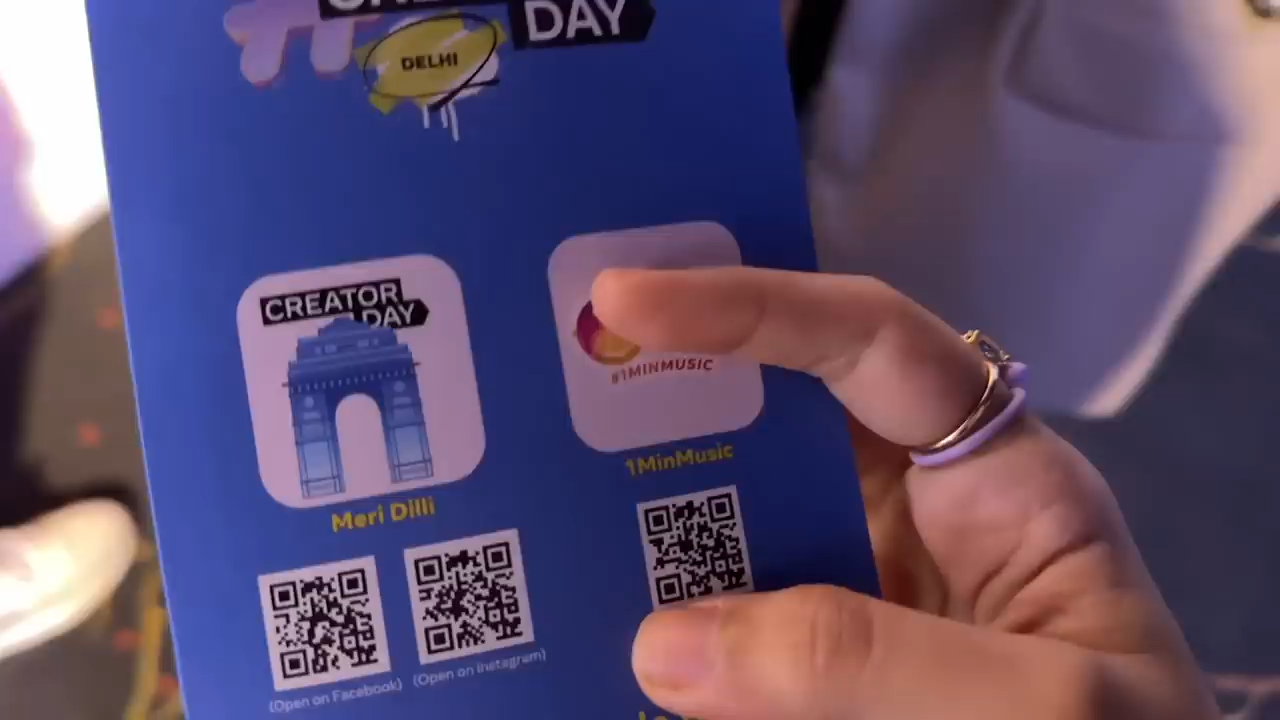 DAY
DELHI
CREATOR
DAY
#1MINMUSIC
Meri Dilli
1MinMusic
(Open on Facebook)
(Open on Instagram)